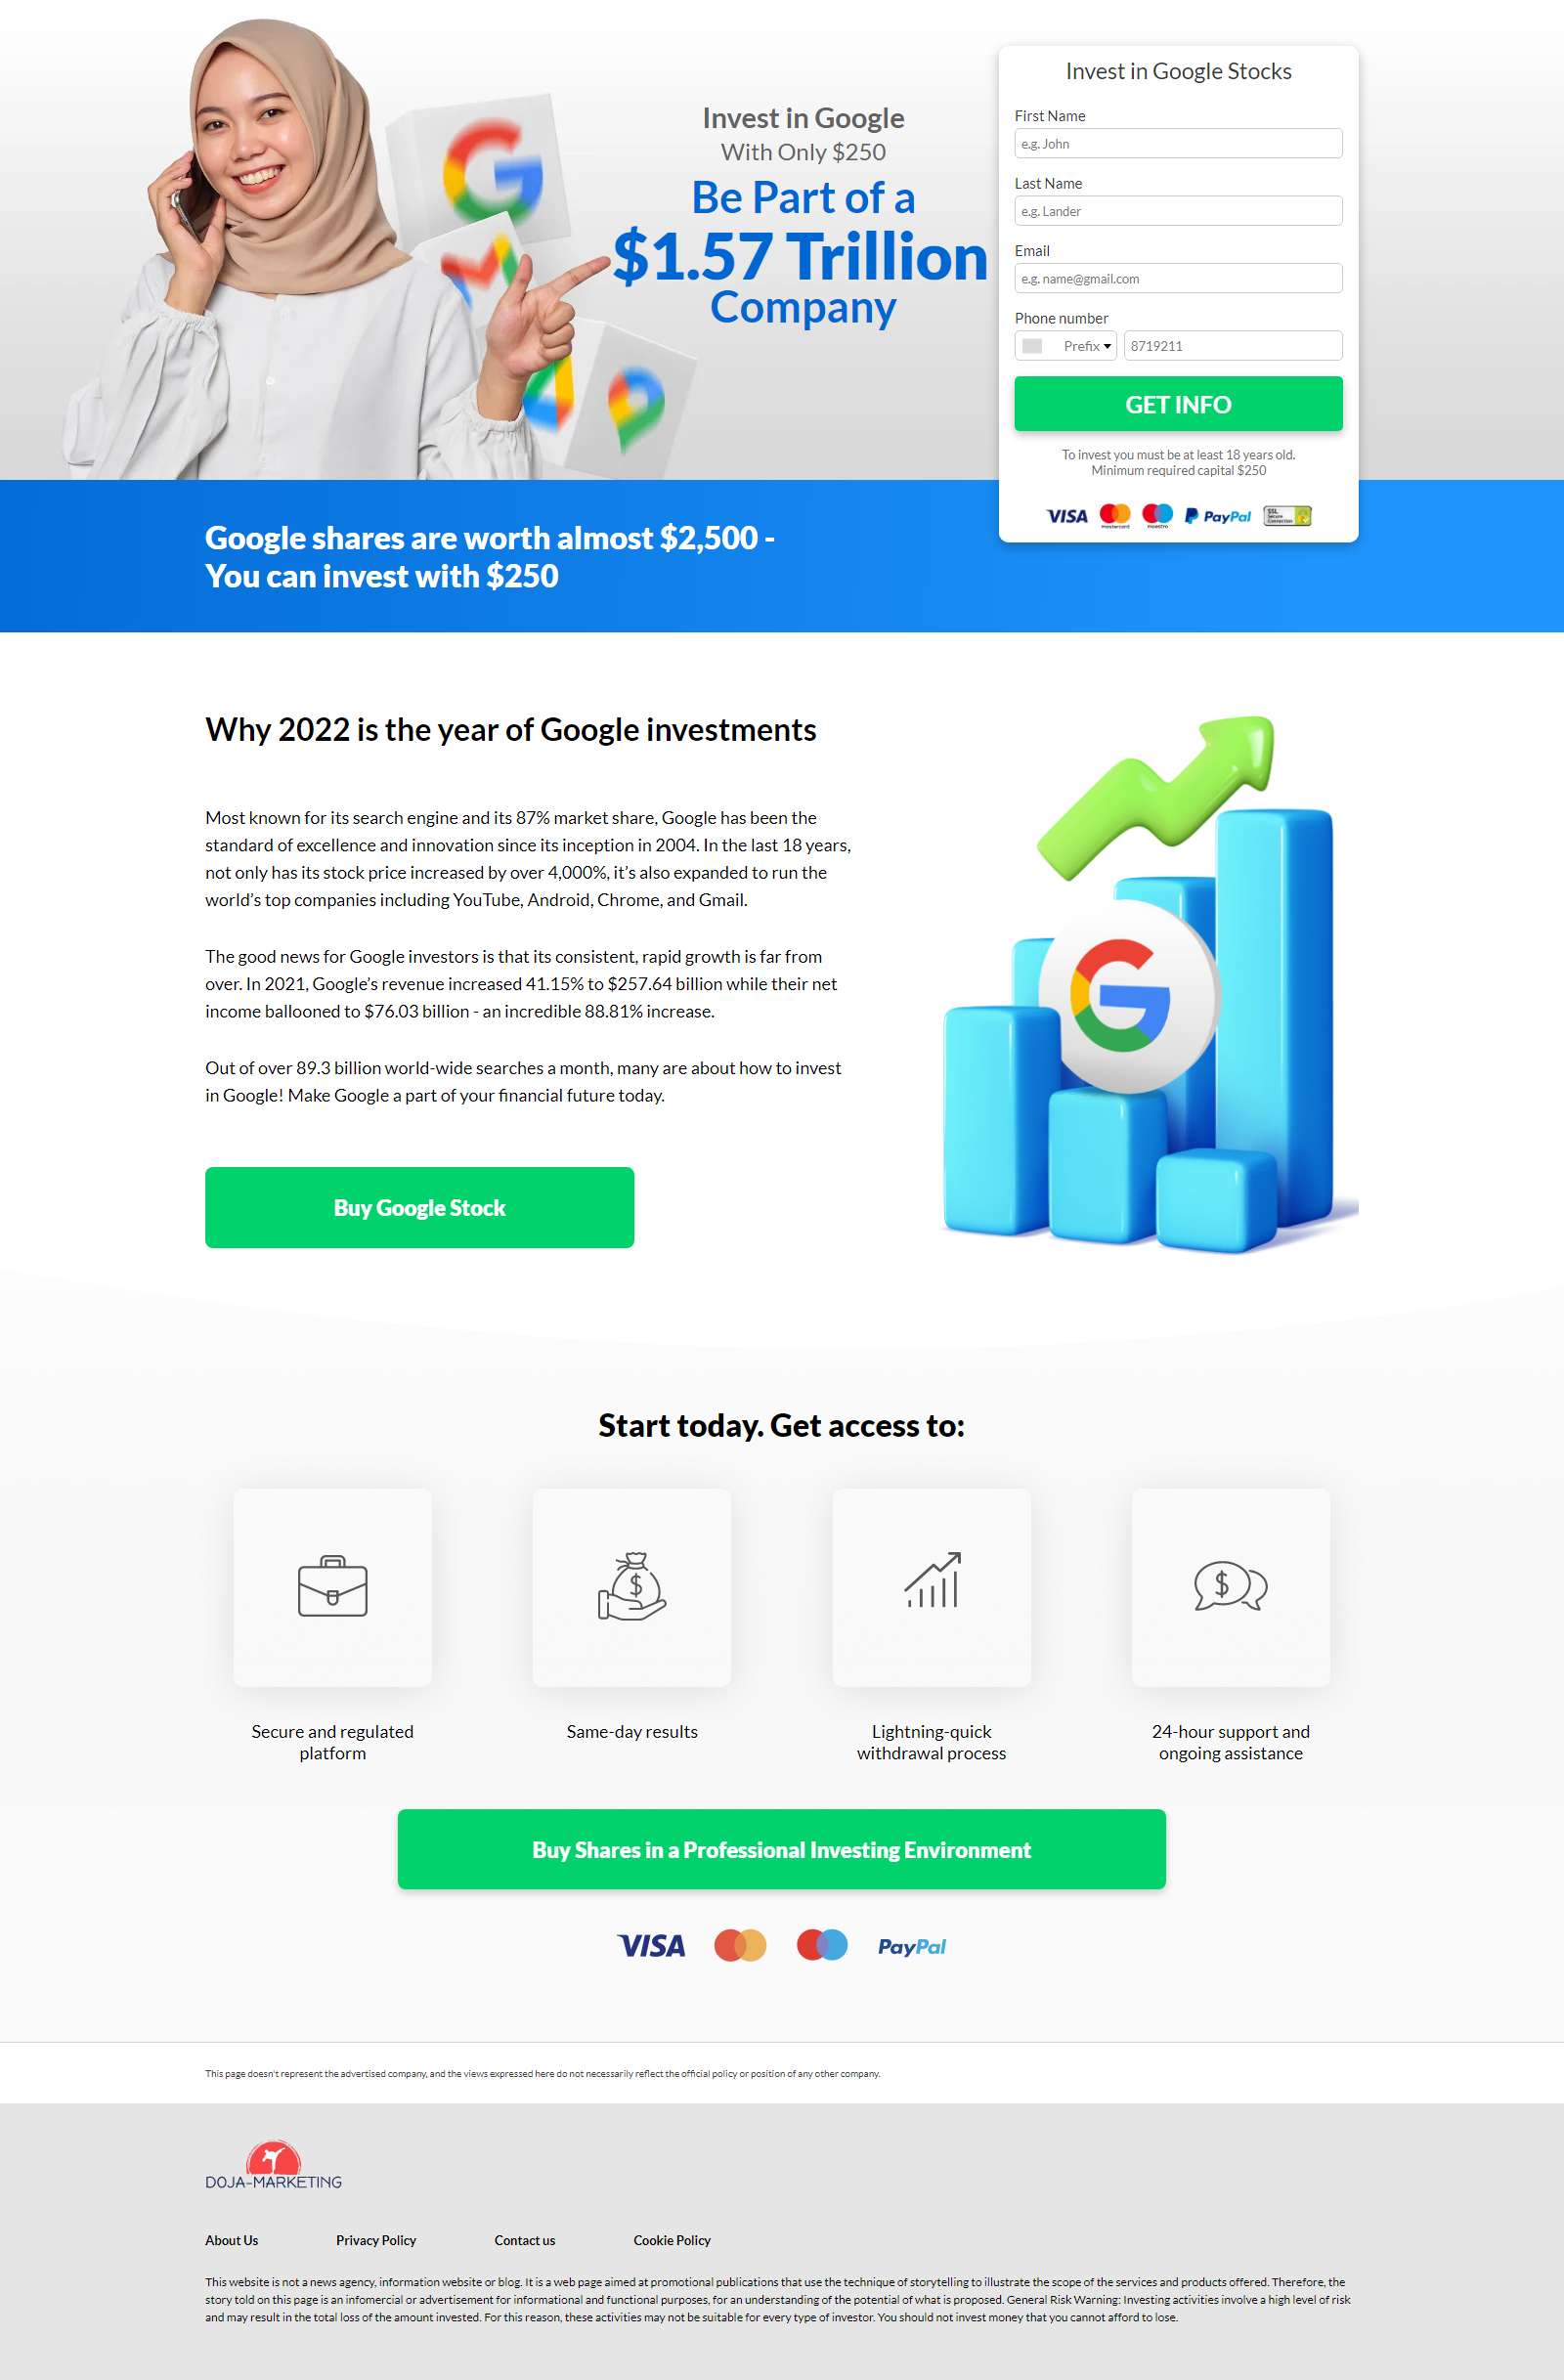 Invest in Google
With Only $250
Be Part of a
$1.57 Trillion
Company
Invest in Google Stocks
First Name
e.g. John
Last Name
e.g. Lander
Email
e.g. name@gmail.com
Phone number
Prefix 8719211
GET INFO
To invest you must be at least 18 years old.
Minimum required capital $250
VISA mastercard maestro PayPal SSL Secure Connection
Google shares are worth almost $2,500 -
You can invest with $250
Why 2022 is the year of Google investments
Most known for its search engine and its 87% market share, Google has been the
standard of excellence and innovation since its inception in 2004. In the last 18 years,
not only has its stock price increased by over 4,000%, it's also expanded to run the
world's top companies including YouTube, Android, Chrome, and Gmail.
The good news for Google investors is that its consistent, rapid growth is far from
over. In 2021, Google's revenue increased 41.15% to $257.64 billion while their net
income ballooned to $76.03 billion - an incredible 88.81% increase.
Out of over 89.3 billion world-wide searches a month, many are about how to invest
in Google! Make Google a part of your financial future today.
Buy Google Stock
Start today. Get access to:
Secure and regulated
platform
Same-day results
Lightning-quick
withdrawal process
24-hour support and
ongoing assistance
Buy Shares in a Professional Investing Environment
VISA PayPal
This page doesn't represent the advertised company, and the views expressed here do not necessarily reflect the official policy or position of any other company.
DOJA-MARKETING
About Us Privacy Policy Contact us Cookie Policy
This website is not a news agency, information website or blog. It is a web page aimed at promotional publications that use the technique of storytelling to illustrate the scope of the services and products offered. Therefore, the
story told on this page is an infomercial or advertisement for informational and functional purposes, for an understanding of the potential of what is proposed. General Risk Warning: Investing activities involve a high level of risk
and may result in the total loss of the amount invested. For this reason, these activities may not be suitable for every type of investor. You should not invest money that you cannot afford to lose.